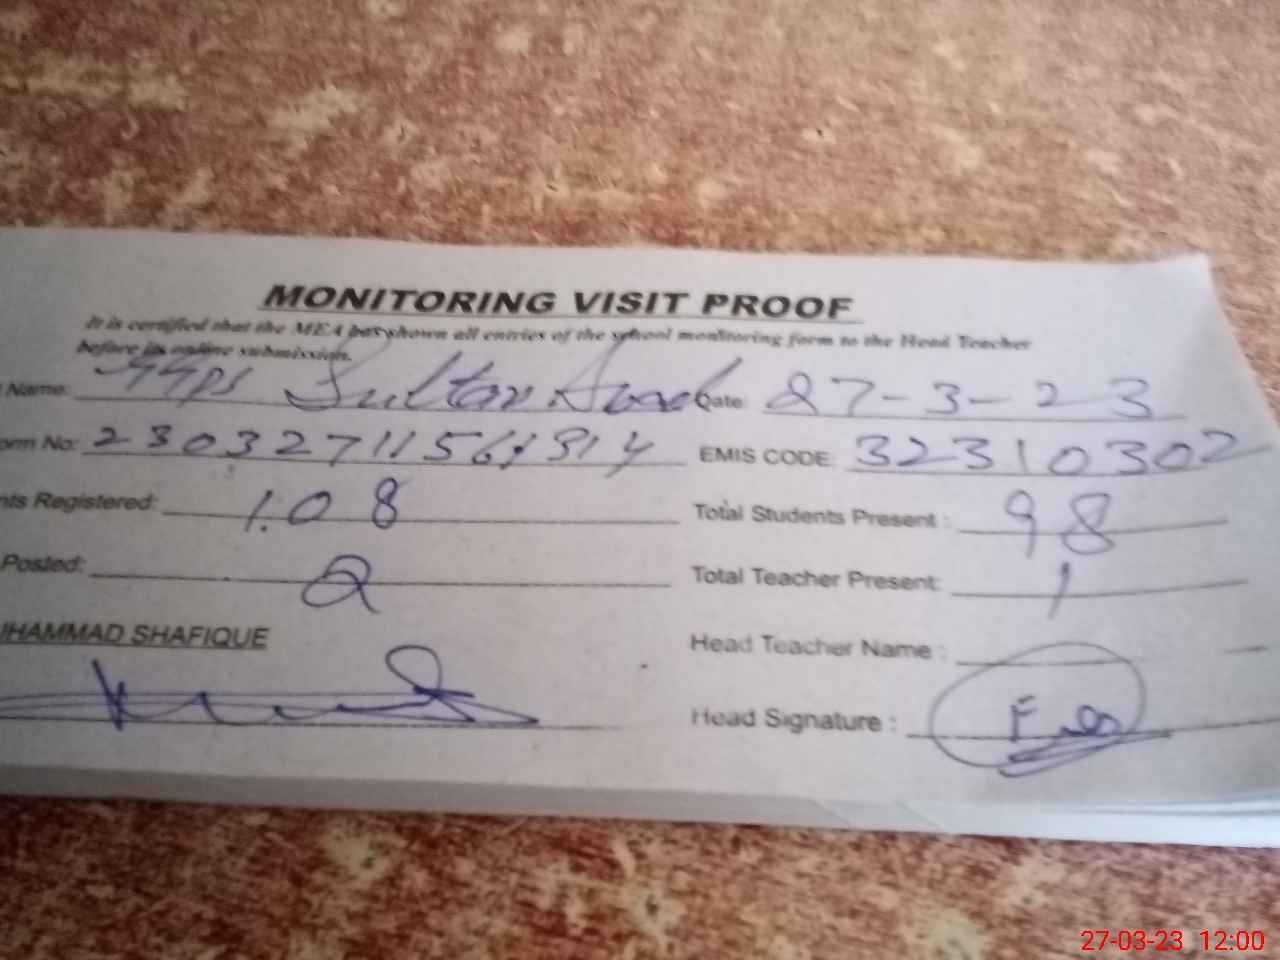 MONITORING VISIT PROOF
It is certified that the MEA has shown all entries of the school monitoring form to the Head Teacher
before its online submission.
Name: GGPS Sultan Date: 27-3-23
orm No: EMIS CODE: 32310302
nts Registered: 108 Total Students Present : 98
Posted: 2 Total Teacher Present: 1
UHAMMAD SHAFIQUE Head Teacher Name :
Head Signature :
27-03-23 12:00